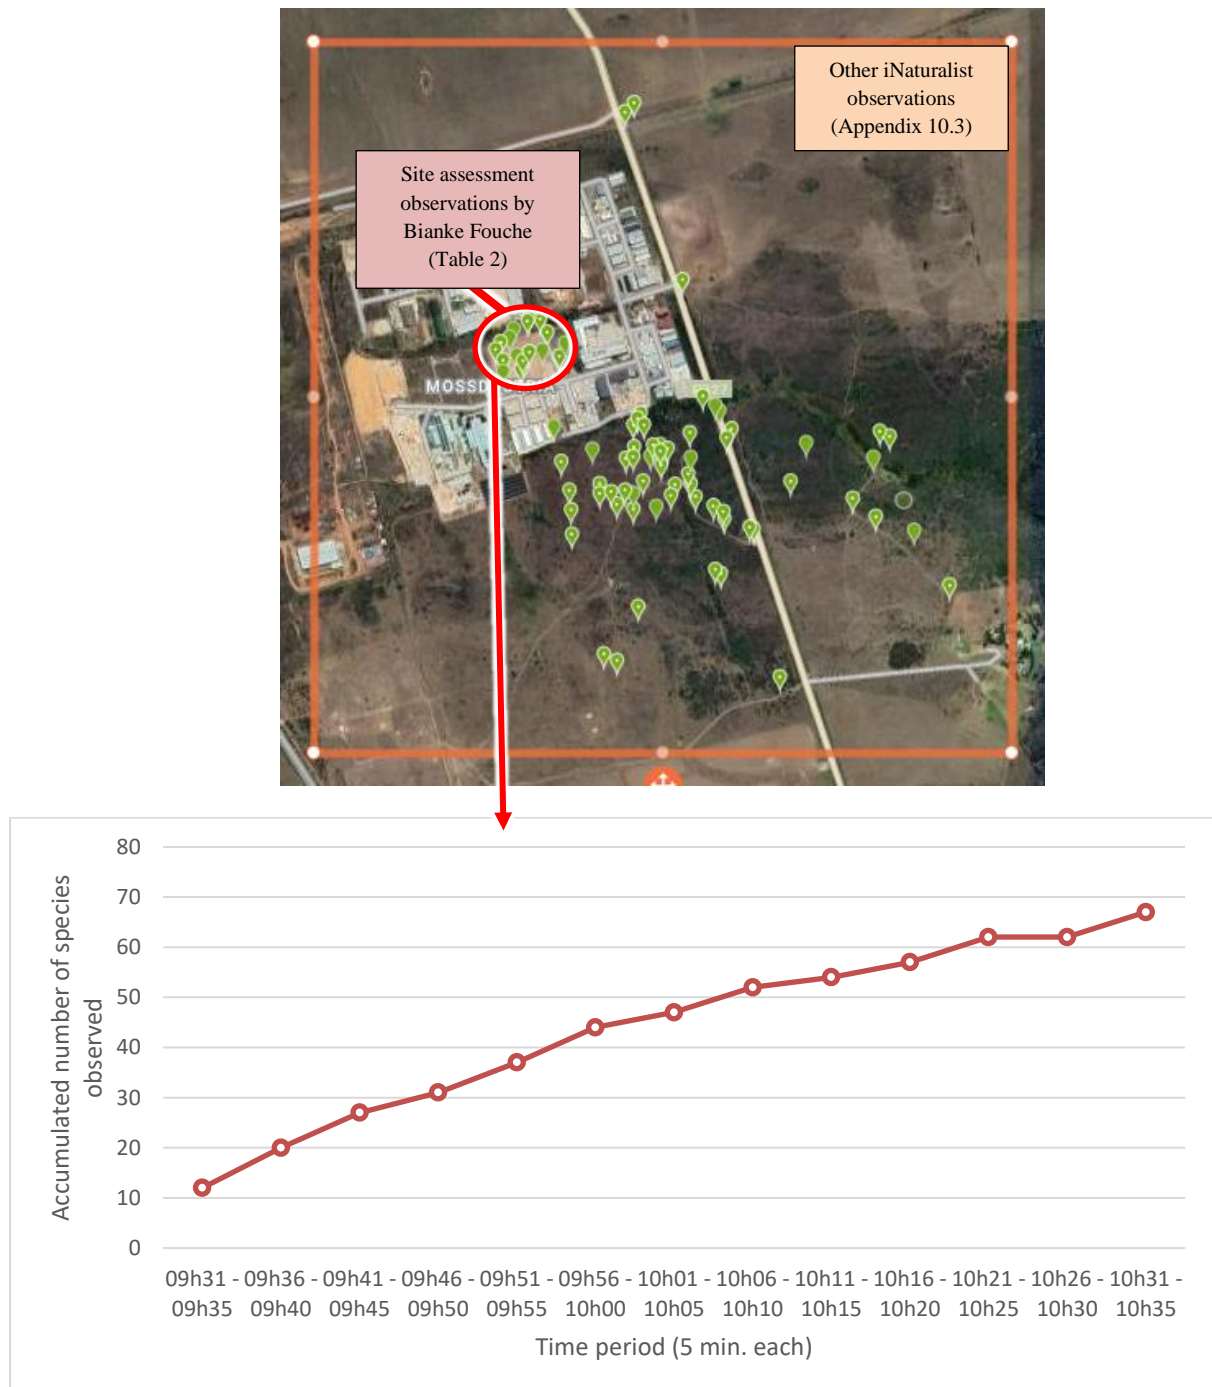 Other iNaturalist
observations
(Appendix 10.3)
Site assessment
observations by
Bianke Fouche
(Table 2)
MOSSD
80
70
60
50
40
30
20
10
0
Accumulated number of species
observed
09h31 - 09h36 - 09h41 - 09h46 - 09h51 - 09h56 - 10h01 - 10h06 - 10h11 - 10h16 - 10h21 - 10h26 - 10h31 -
09h35 09h40 09h45 09h50 09h55 10h00 10h05 10h10 10h15 10h20 10h25 10h30 10h35
Time period (5 min. each)